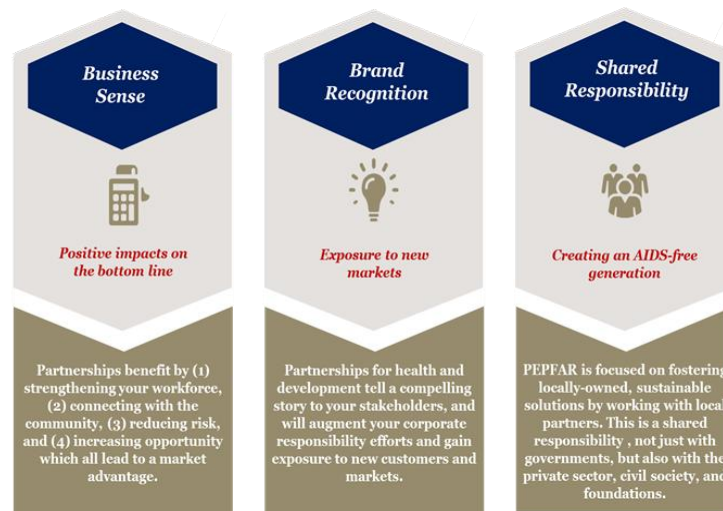 Business
Sense
Positive impacts on
the bottom line
Partnerships benefit by (1)
strengthening your workforce,
(2) connecting with the
community, (3) reducing risk,
and (4) increasing opportunity
which all lead to a market
advantage.
Brand
Recognition
Exposure to new
markets
Partnerships for health and
development tell a compelling
story to your stakeholders, and
will augment your corporate
responsibility efforts and gain
exposure to new customers and
markets.
Shared
Responsibility
Creating an AIDS-free
generation
PEPFAR is focused on fostering
locally-owned, sustainable
solutions by working with local
partners. This is a shared
responsibility , not just with
governments, but also with the
private sector, civil society, and
foundations.